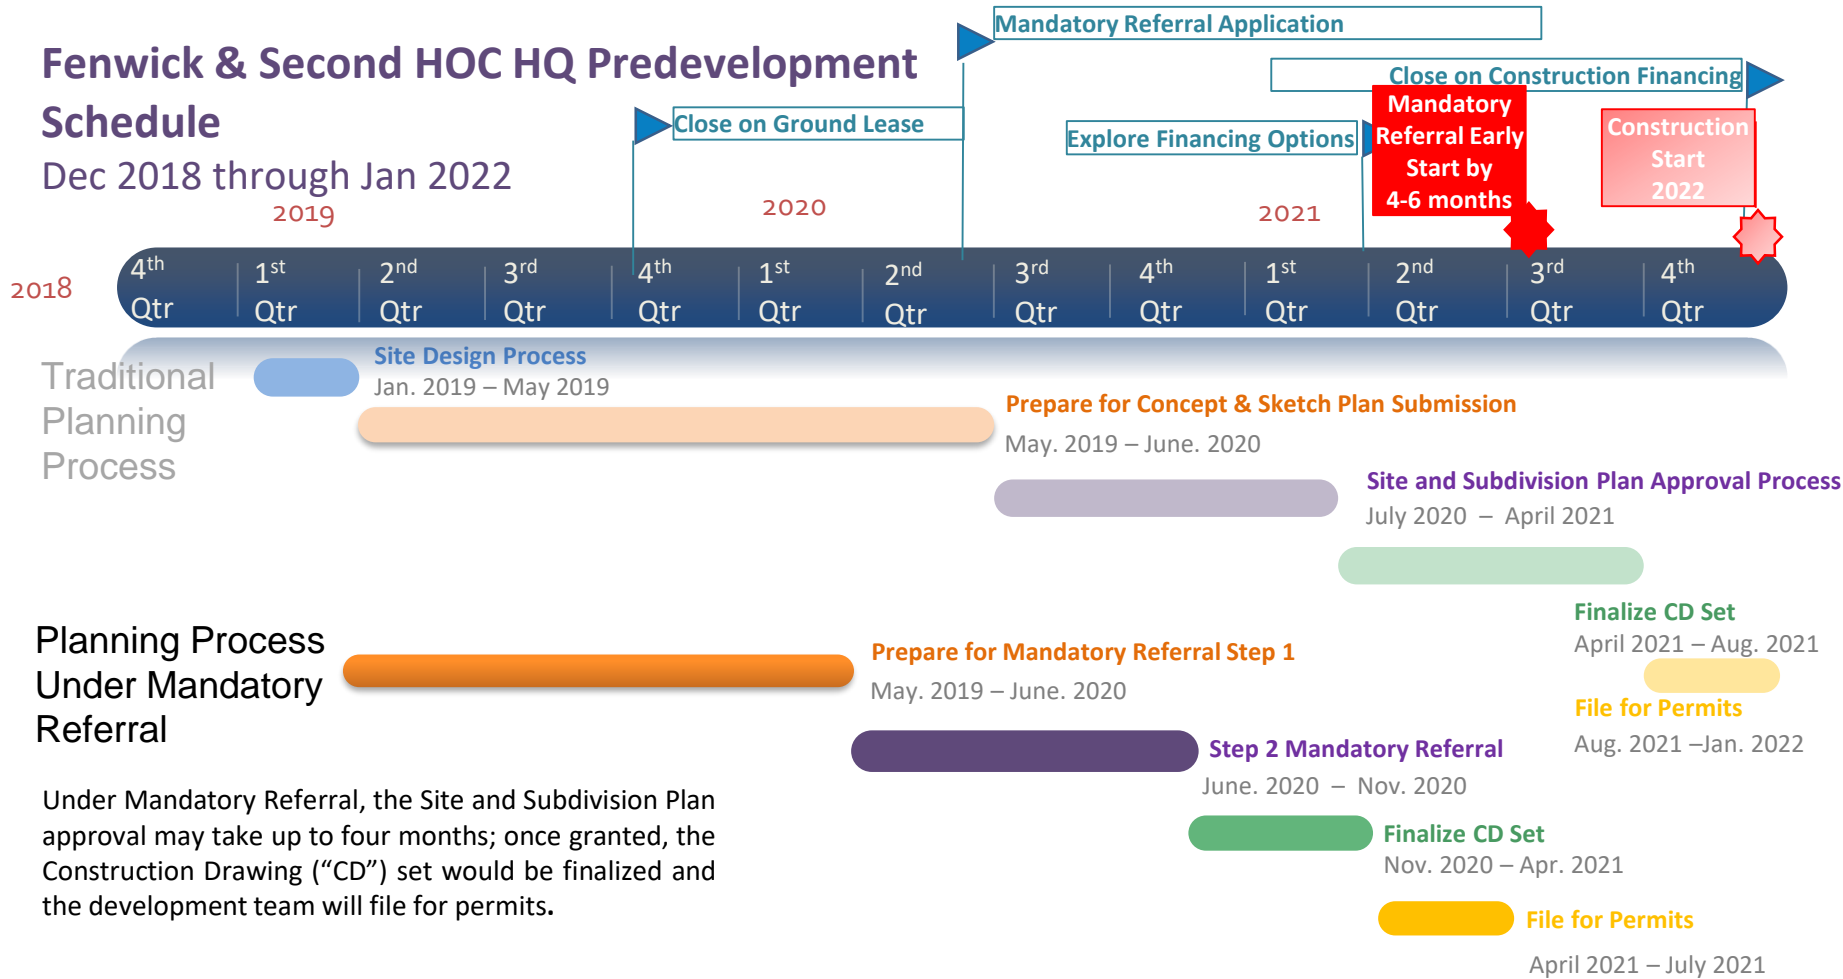 Fenwick & Second HOC HQ Predevelopment
Schedule
Dec 2018 through Jan 2022
Mandatory Referral Application
Close on Construction Financing
Close on Ground Lease
Explore Financing Options
Mandatory
Referral Early
Start by
4-6 months
Construction
Start
2022
2019
2020
2021
2018
4th
Qtr
1st
Qtr
2nd
Qtr
3rd
Qtr
4th
Qtr
1st
Qtr
2nd
Qtr
3rd
Qtr
4th
Qtr
1st
Qtr
2nd
Qtr
3rd
Qtr
4th
Qtr
Traditional
Planning
Process
Site Design Process
Jan. 2019 – May 2019
Prepare for Concept & Sketch Plan Submission
May. 2019 – June. 2020
Site and Subdivision Plan Approval Process
July 2020 – April 2021
Finalize CD Set
April 2021 – Aug. 2021
File for Permits
Aug. 2021 –Jan. 2022
Planning Process
Under Mandatory
Referral
Prepare for Mandatory Referral Step 1
May. 2019 – June. 2020
Step 2 Mandatory Referral
June. 2020 – Nov. 2020
Finalize CD Set
Nov. 2020 – Apr. 2021
File for Permits
April 2021 – July 2021
Under Mandatory Referral, the Site and Subdivision Plan
approval may take up to four months; once granted, the
Construction Drawing (“CD”) set would be finalized and
the development team will file for permits.